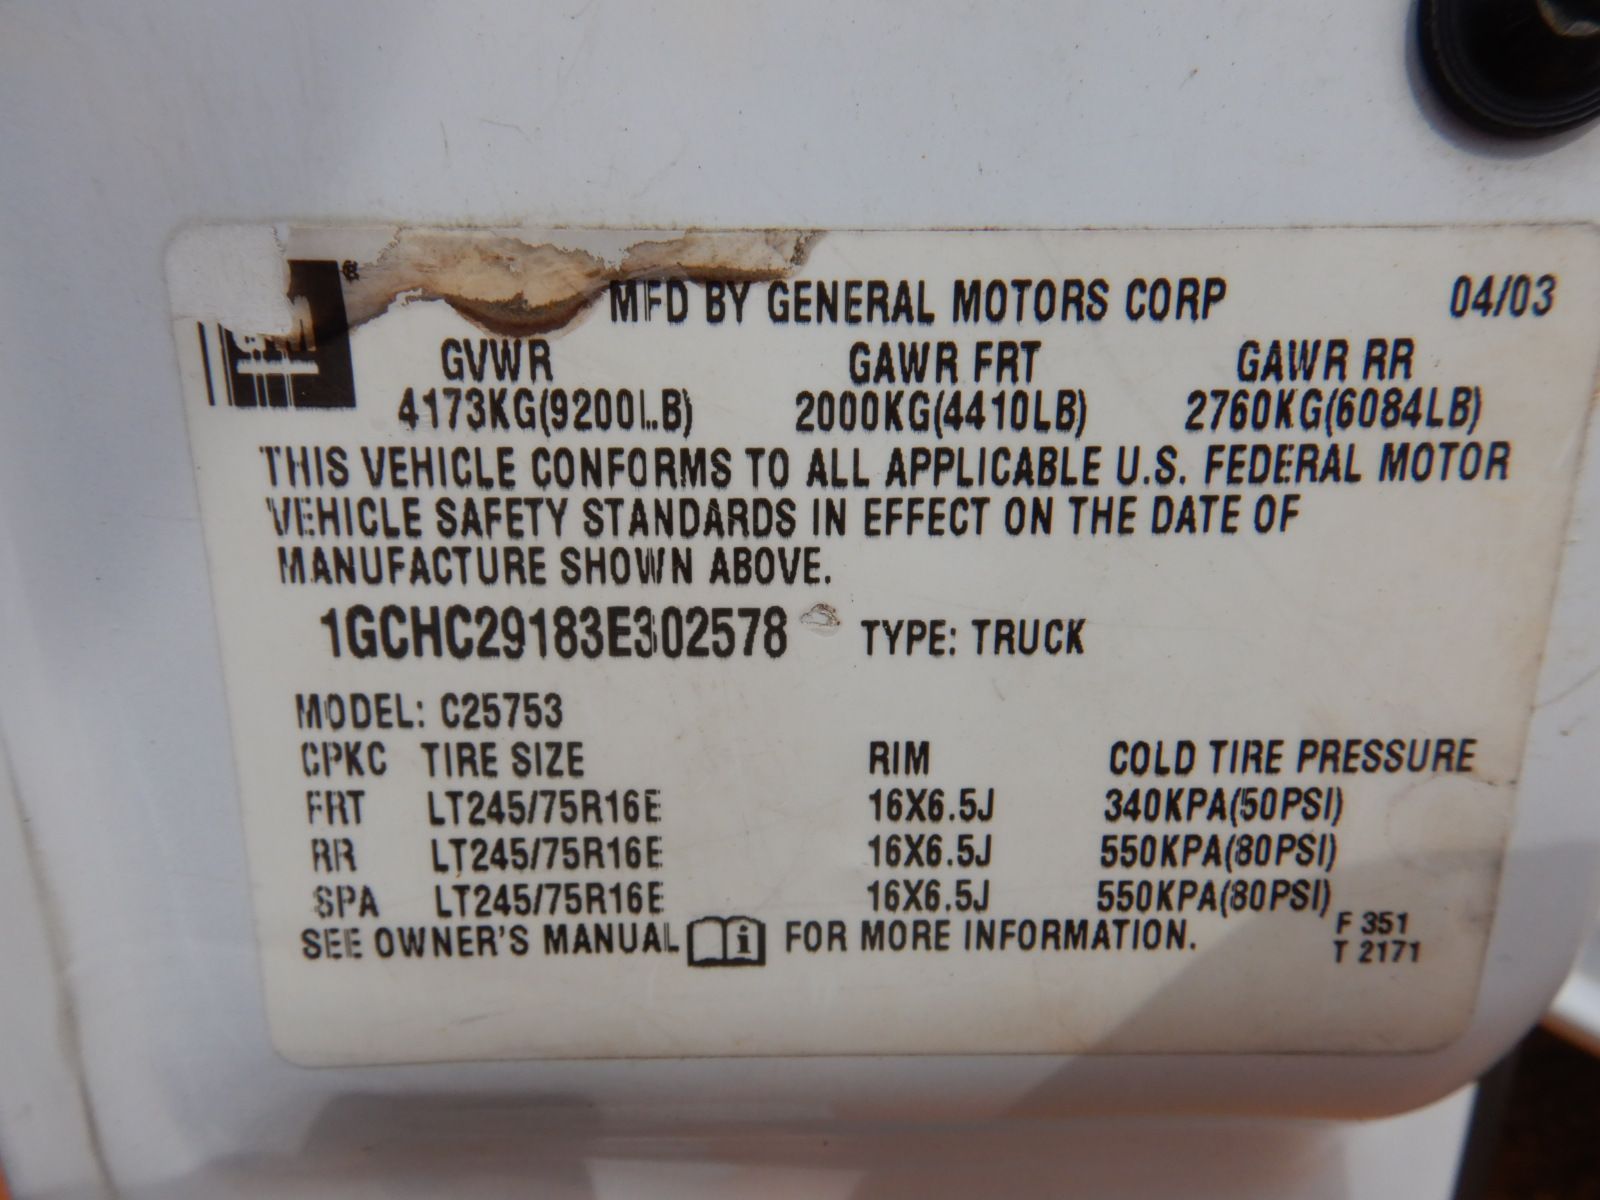 GM ®
MFD BY GENERAL MOTORS CORP 04/03
GVWR GAWR FRT GAWR RR
4173KG(9200LB) 2000KG(4410LB) 2760KG(6084LB)
THIS VEHICLE CONFORMS TO ALL APPLICABLE U.S. FEDERAL MOTOR
VEHICLE SAFETY STANDARDS IN EFFECT ON THE DATE OF
MANUFACTURE SHOWN ABOVE.
1GCHC29183E302578 TYPE: TRUCK
MODEL: C25753
CPKC TIRE SIZE RIM COLD TIRE PRESSURE
FRT LT245/75R16E 16X6.5J 340KPA(50PSI)
RR LT245/75R16E 16X6.5J 550KPA(80PSI)
SPA LT245/75R16E 16X6.5J 550KPA(80PSI)
SEE OWNER'S MANUAL i FOR MORE INFORMATION.
F 351
T 2171